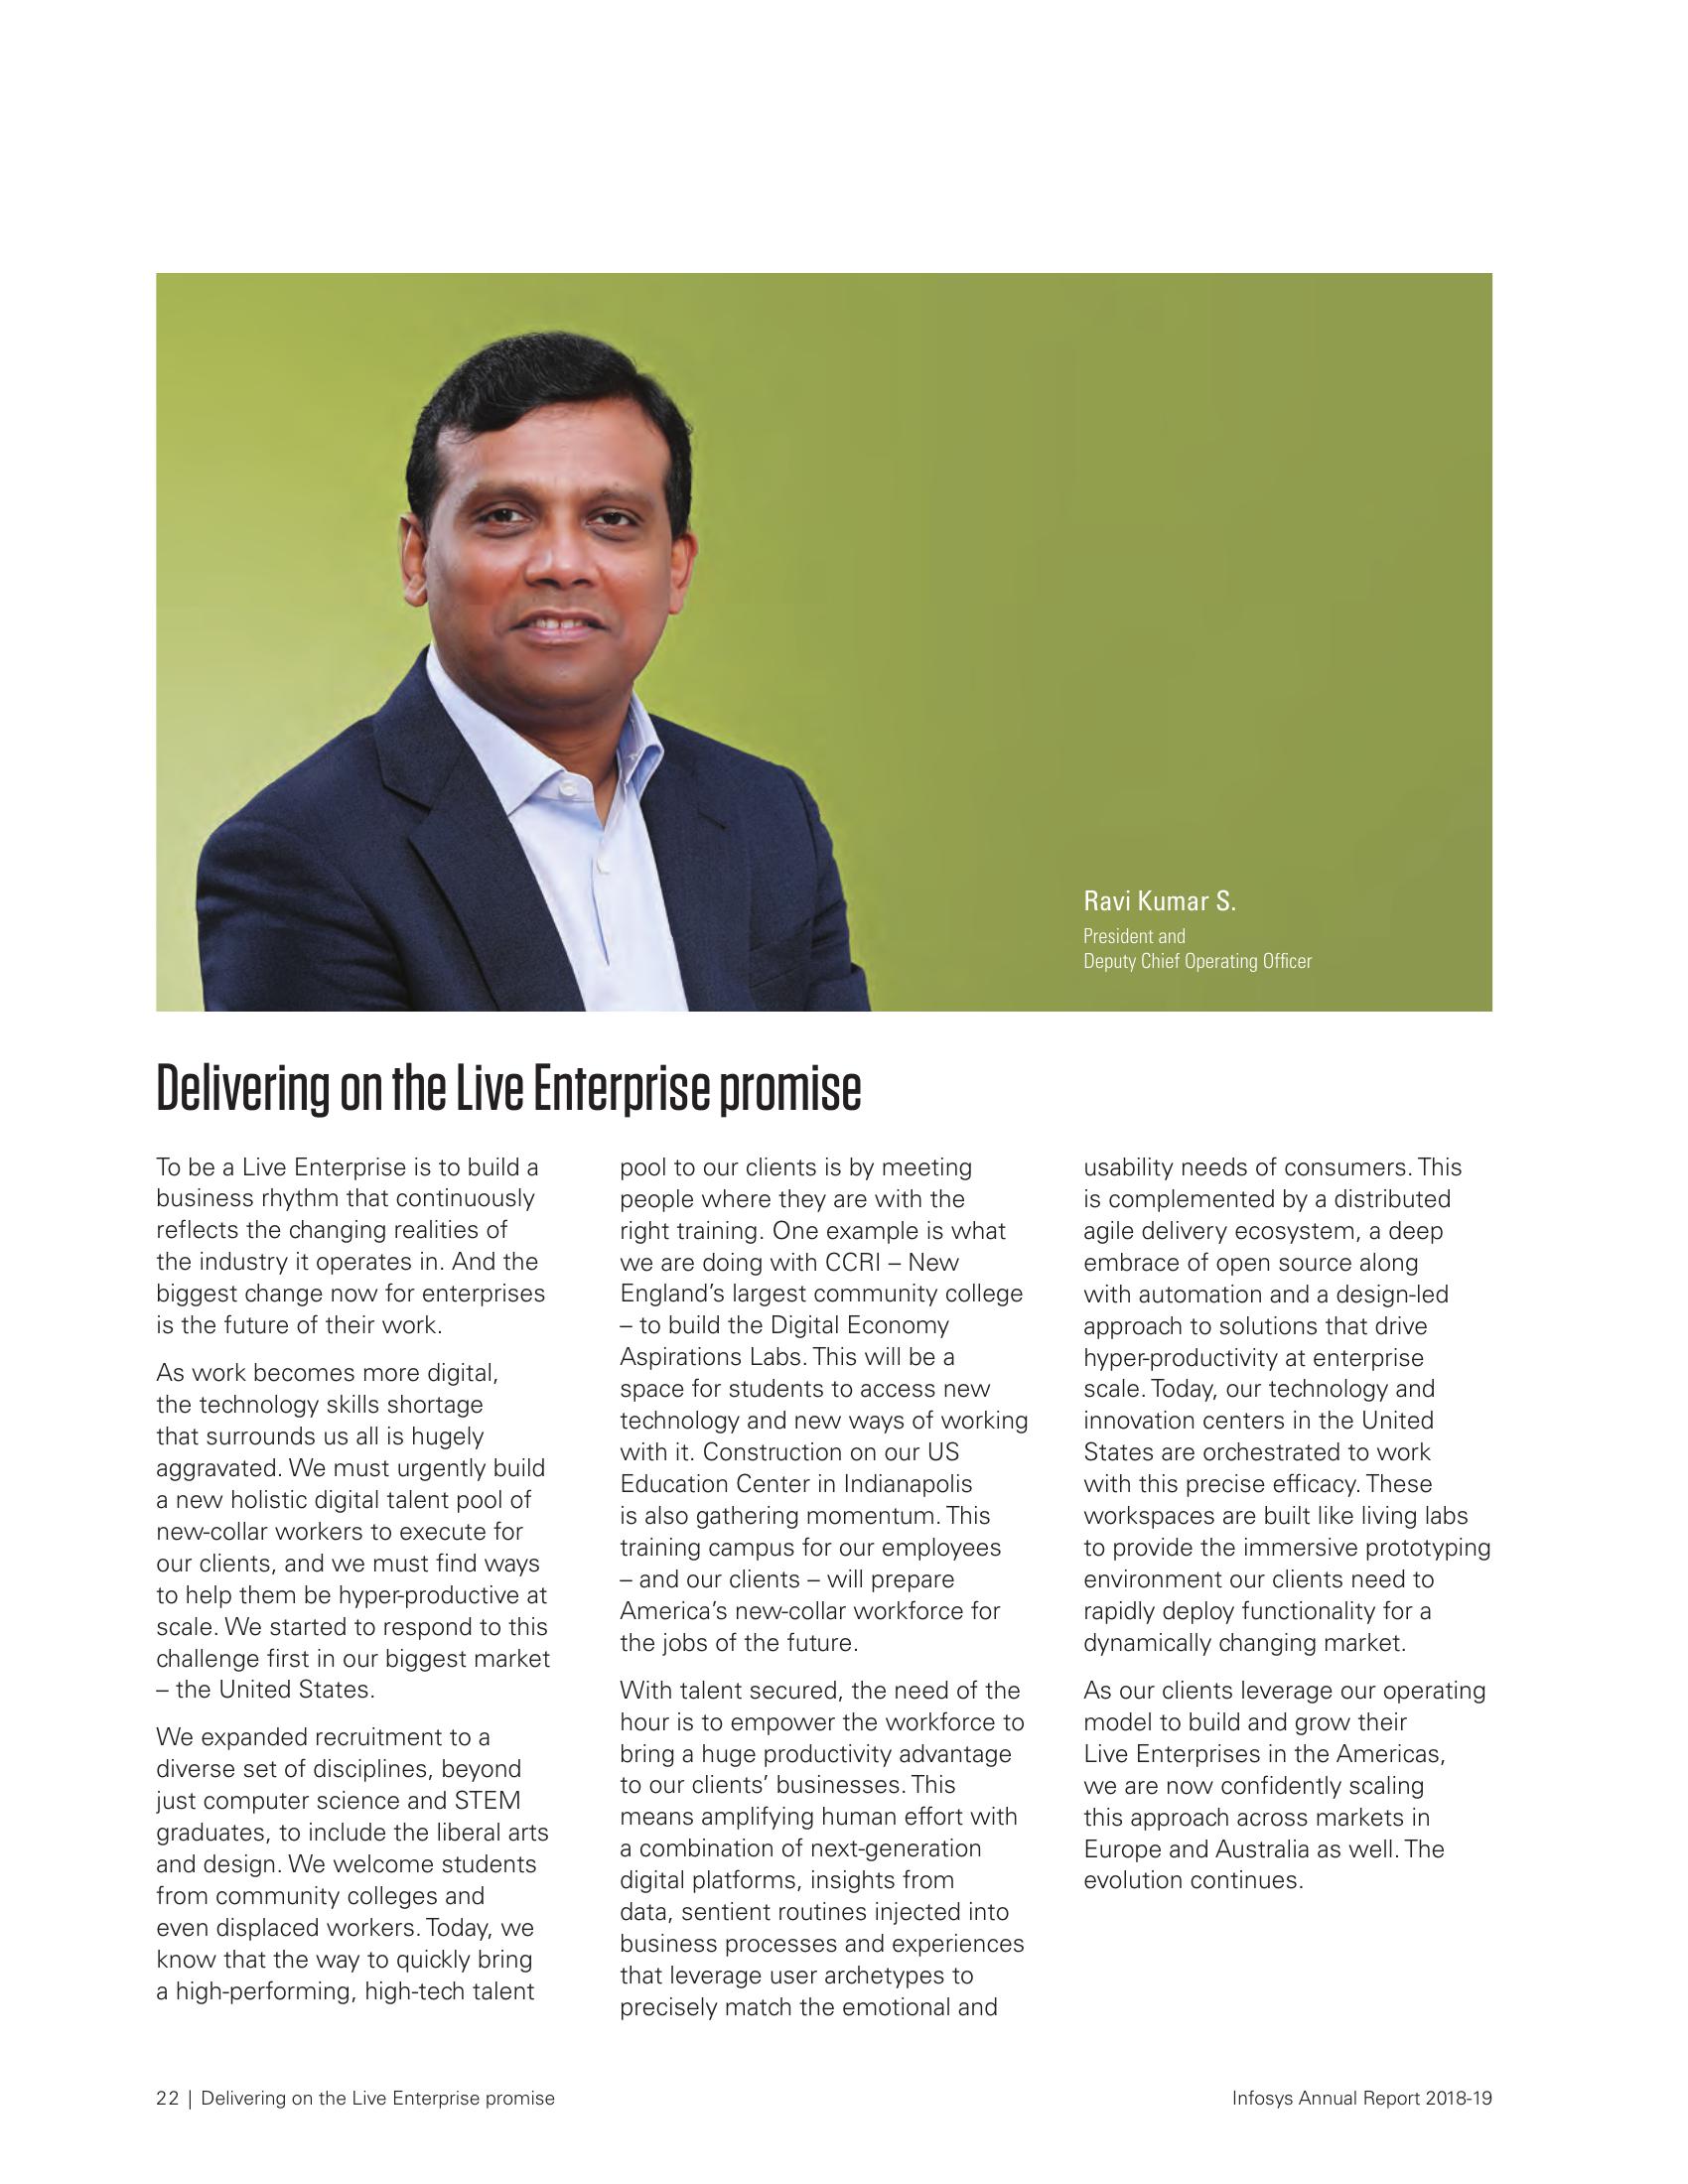 Ravi Kumar S.
President and
Deputy Chief Operating Officer
Delivering on the Live Enterprise promise
To be a Live Enterprise is to build a
business rhythm that continuously
reflects the changing realities of
the industry it operates in. And the
biggest change now for enterprises
is the future of their work.
As work becomes more digital,
the technology skills shortage
that surrounds us all is hugely
aggravated. We must urgently build
a new holistic digital talent pool of
new-collar workers to execute for
our clients, and we must find ways
to help them be hyper-productive at
scale. We started to respond to this
challenge first in our biggest market
– the United States.
We expanded recruitment to a
diverse set of disciplines, beyond
just computer science and STEM
graduates, to include the liberal arts
and design. We welcome students
from community colleges and
even displaced workers. Today, we
know that the way to quickly bring
a high-performing, high-tech talent
pool to our clients is by meeting
people where they are with the
right training. One example is what
we are doing with CCRI – New
England’s largest community college
– to build the Digital Economy
Aspirations Labs. This will be a
space for students to access new
technology and new ways of working
with it. Construction on our US
Education Center in Indianapolis
is also gathering momentum. This
training campus for our employees
– and our clients – will prepare
America’s new-collar workforce for
the jobs of the future.
With talent secured, the need of the
hour is to empower the workforce to
bring a huge productivity advantage
to our clients’ businesses. This
means amplifying human effort with
a combination of next-generation
digital platforms, insights from
data, sentient routines injected into
business processes and experiences
that leverage user archetypes to
precisely match the emotional and
usability needs of consumers. This
is complemented by a distributed
agile delivery ecosystem, a deep
embrace of open source along
with automation and a design-led
approach to solutions that drive
hyper-productivity at enterprise
scale. Today, our technology and
innovation centers in the United
States are orchestrated to work
with this precise efficacy. These
workspaces are built like living labs
to provide the immersive prototyping
environment our clients need to
rapidly deploy functionality for a
dynamically changing market.
As our clients leverage our operating
model to build and grow their
Live Enterprises in the Americas,
we are now confidently scaling
this approach across markets in
Europe and Australia as well. The
evolution continues.
22 | Delivering on the Live Enterprise promise
Infosys Annual Report 2018-19